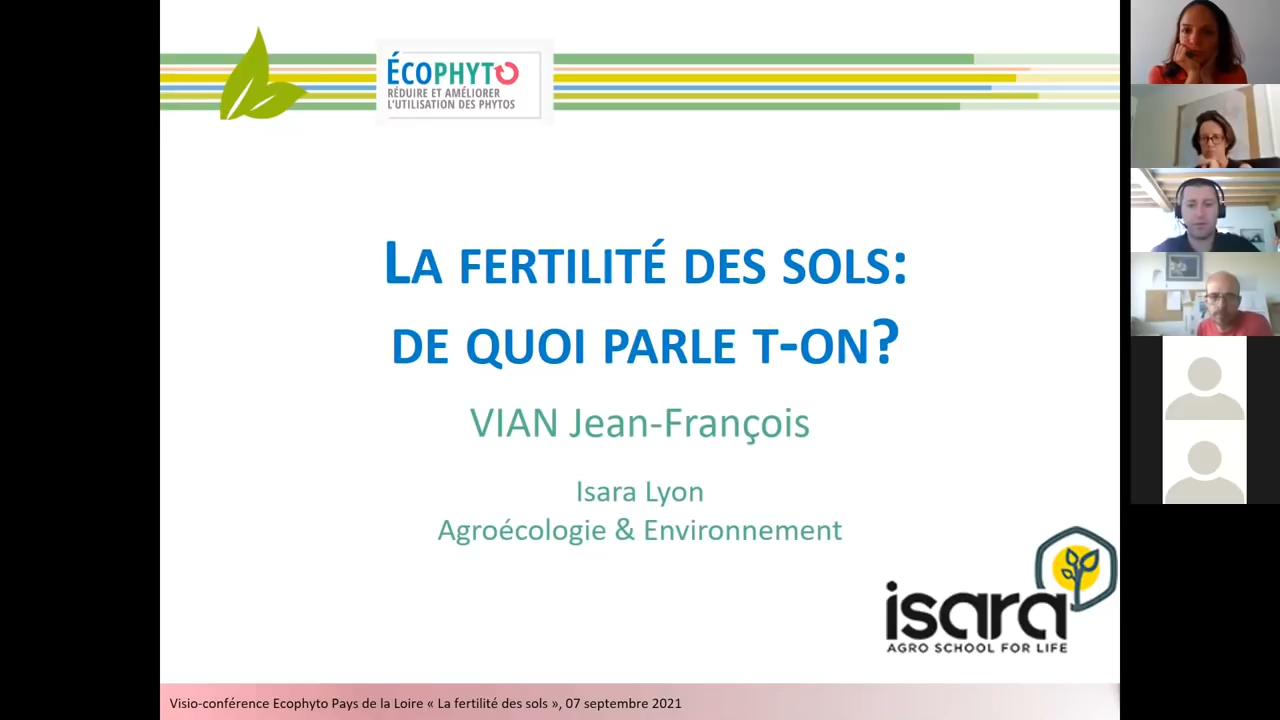 ÉCOPHYTO
RÉDUIRE ET AMÉLIORER
L'UTILISATION DES PHYTOS
LA FERTILITÉ DES SOLS:
DE QUOI PARLE T-ON?
VIAN Jean-François
Isara Lyon
Agroécologie & Environnement
isara
AGRO SCHOOL FOR LIFE
Visio-conférence Ecophyto Pays de la Loire « La fertilité des sols », 07 septembre 2021